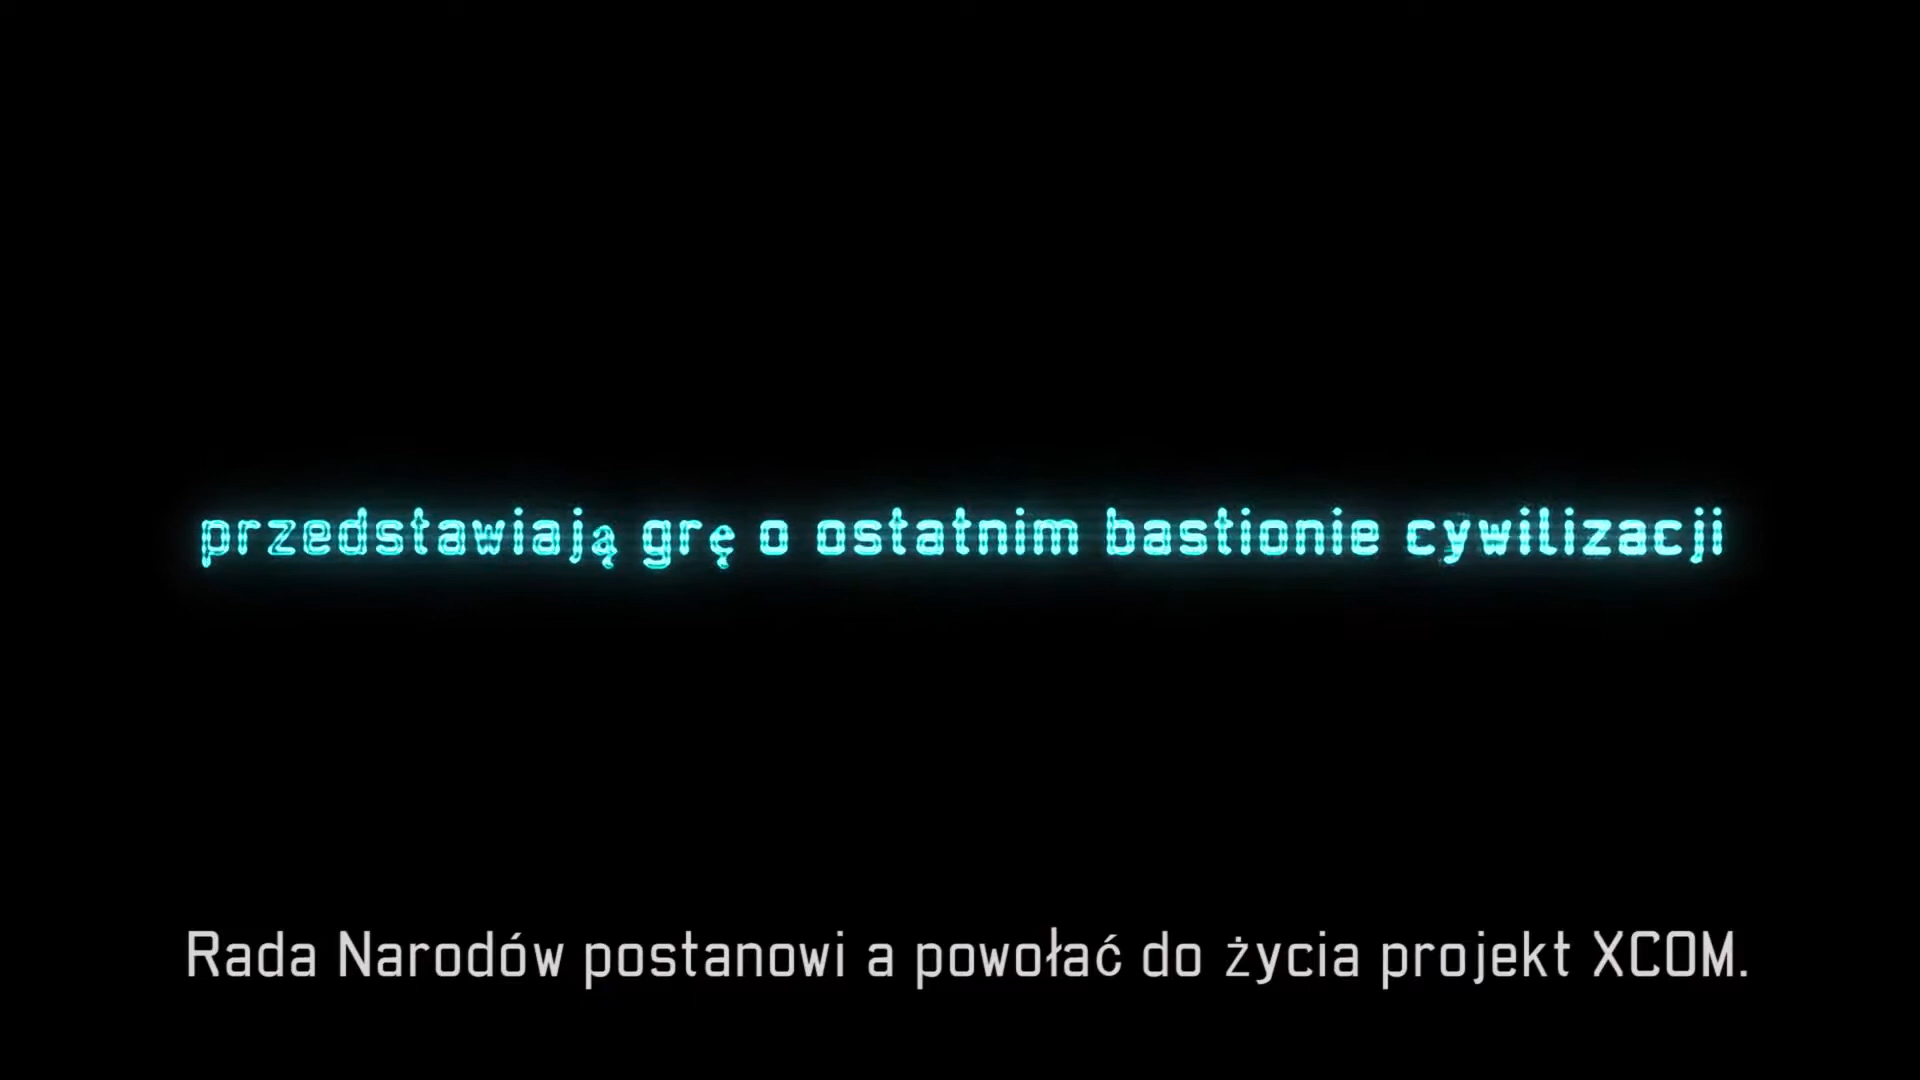 przedstawiają grę o ostatnim bastionie cywilizacji
Rada Narodów postanowi a powołać do życia projekt XCOM.